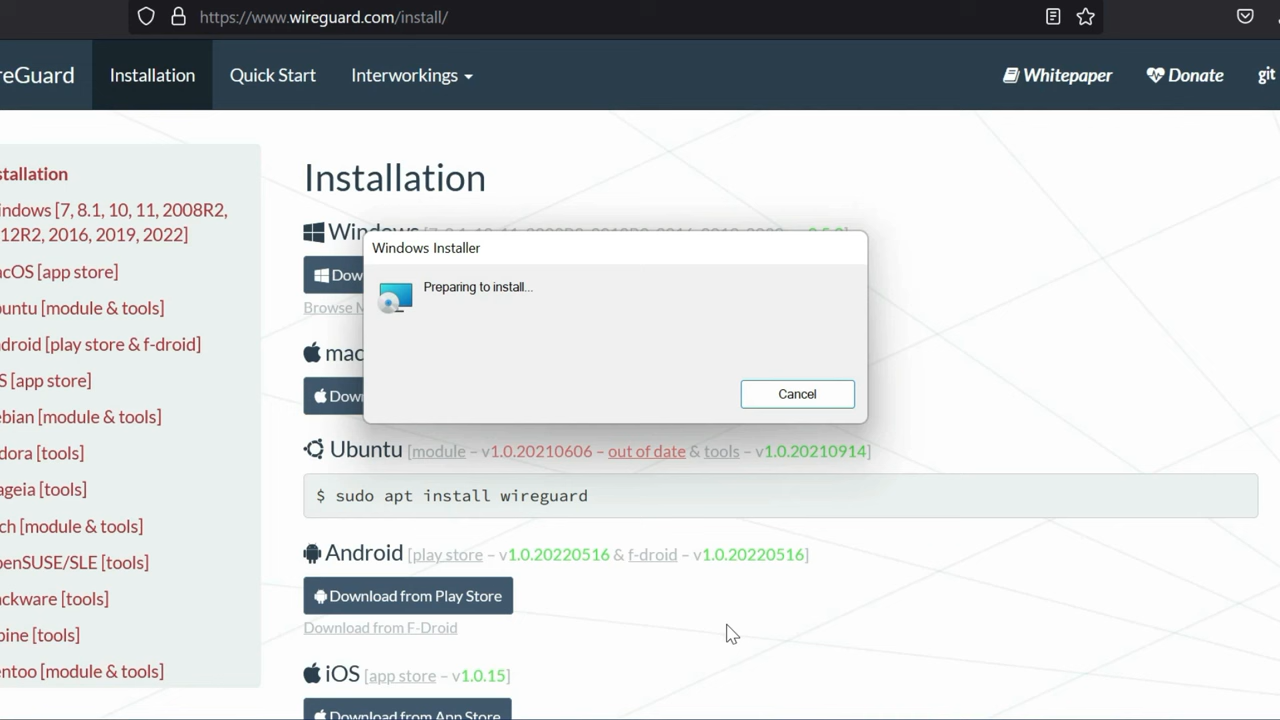 https://www.wireguard.com/install/
reGuard
Installation
Quick Start
Interworkings
Whitepaper
Donate
git
stallation
indows [7, 8.1, 10, 11, 2008R2,
12R2, 2016, 2019, 2022]
acOS [app store]
buntu [module & tools]
droid [play store & f-droid]
S [app store]
ebian [module & tools]
dora [tools]
ageia [tools]
ch [module & tools]
penSUSE/SLE [tools]
ackware [tools]
pine [tools]
entoo [module & tools]
Installation
Windows
Dow
Browse M
Windows Installer
Preparing to install...
Cancel
mac
Dow
Ubuntu [module – v1.0.20210606 – out of date & tools – v1.0.20210914]
$ sudo apt install wireguard
Android [play store – v1.0.20220516 & f-droid – v1.0.20220516]
Download from Play Store
Download from F-Droid
iOS [app store – v1.0.15]
Download from App Store